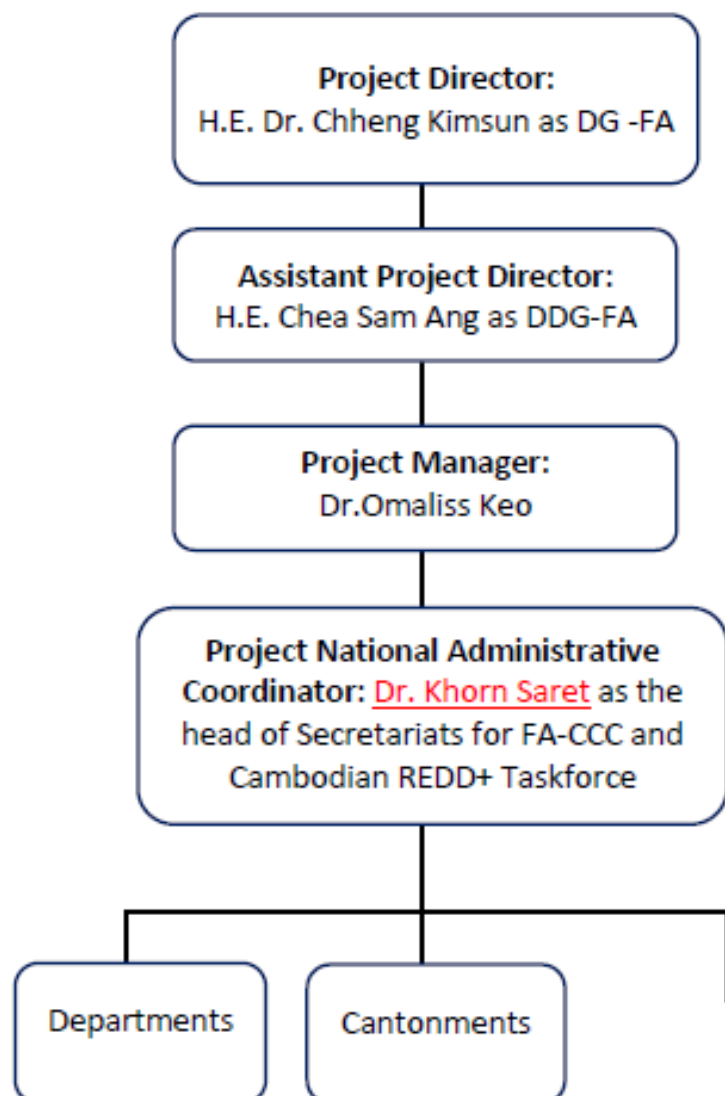 Project Director:
H.E. Dr. Chheng Kimsun as DG -FA
Assistant Project Director:
H.E. Chea Sam Ang as DDG-FA
Project Manager:
Dr.Omaliss Keo
Project National Administrative
Coordinator: Dr. Khorn Saret as the
head of Secretariats for FA-CCC and
Cambodian REDD+ Taskforce
Departments
Cantonments